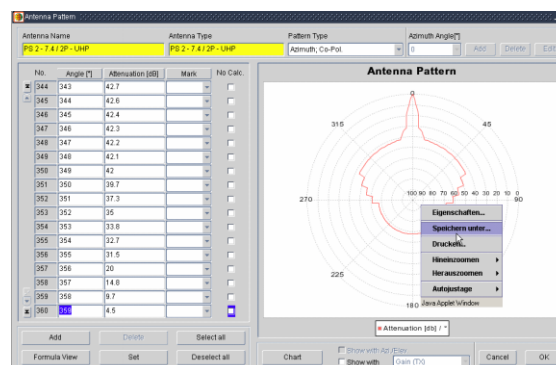 Antenna Pattern
Antenna Name
Antenna Type
Pattern Type
Azimuth Angle[°]
PS 2 - 7.4 / 2P - UHP
PS 2 - 7.4 / 2P - UHP
Azimuth; Co-Pol.
0
Add
Delete
Edit
No.
Angle [°]
Attenuation [dB]
Mark
No Calc.
344 343 42.7
345 344 42.6
346 345 42.4
347 346 42.3
348 347 42.2
349 348 42.1
350 349 42
351 350 39.7
352 351 37.3
353 352 35
354 353 33.8
355 354 32.7
356 355 31.5
357 356 20
358 357 14.8
359 358 9.7
360 359 4.5
Add
Delete
Select all
Formula View
Get
Deselect all
Antenna Pattern
0
315
45
270
100 90 80 70 60 50 40 30 20 10 0
90
225
180
Eigenschaften...
Speichern unter...
Drucken...
Hineinzoomen
Herauszoomen
Autojustage
Java Applet Window
Attenuation [db] / °
Chart
Show with
Gain (TX)
Cancel
OK